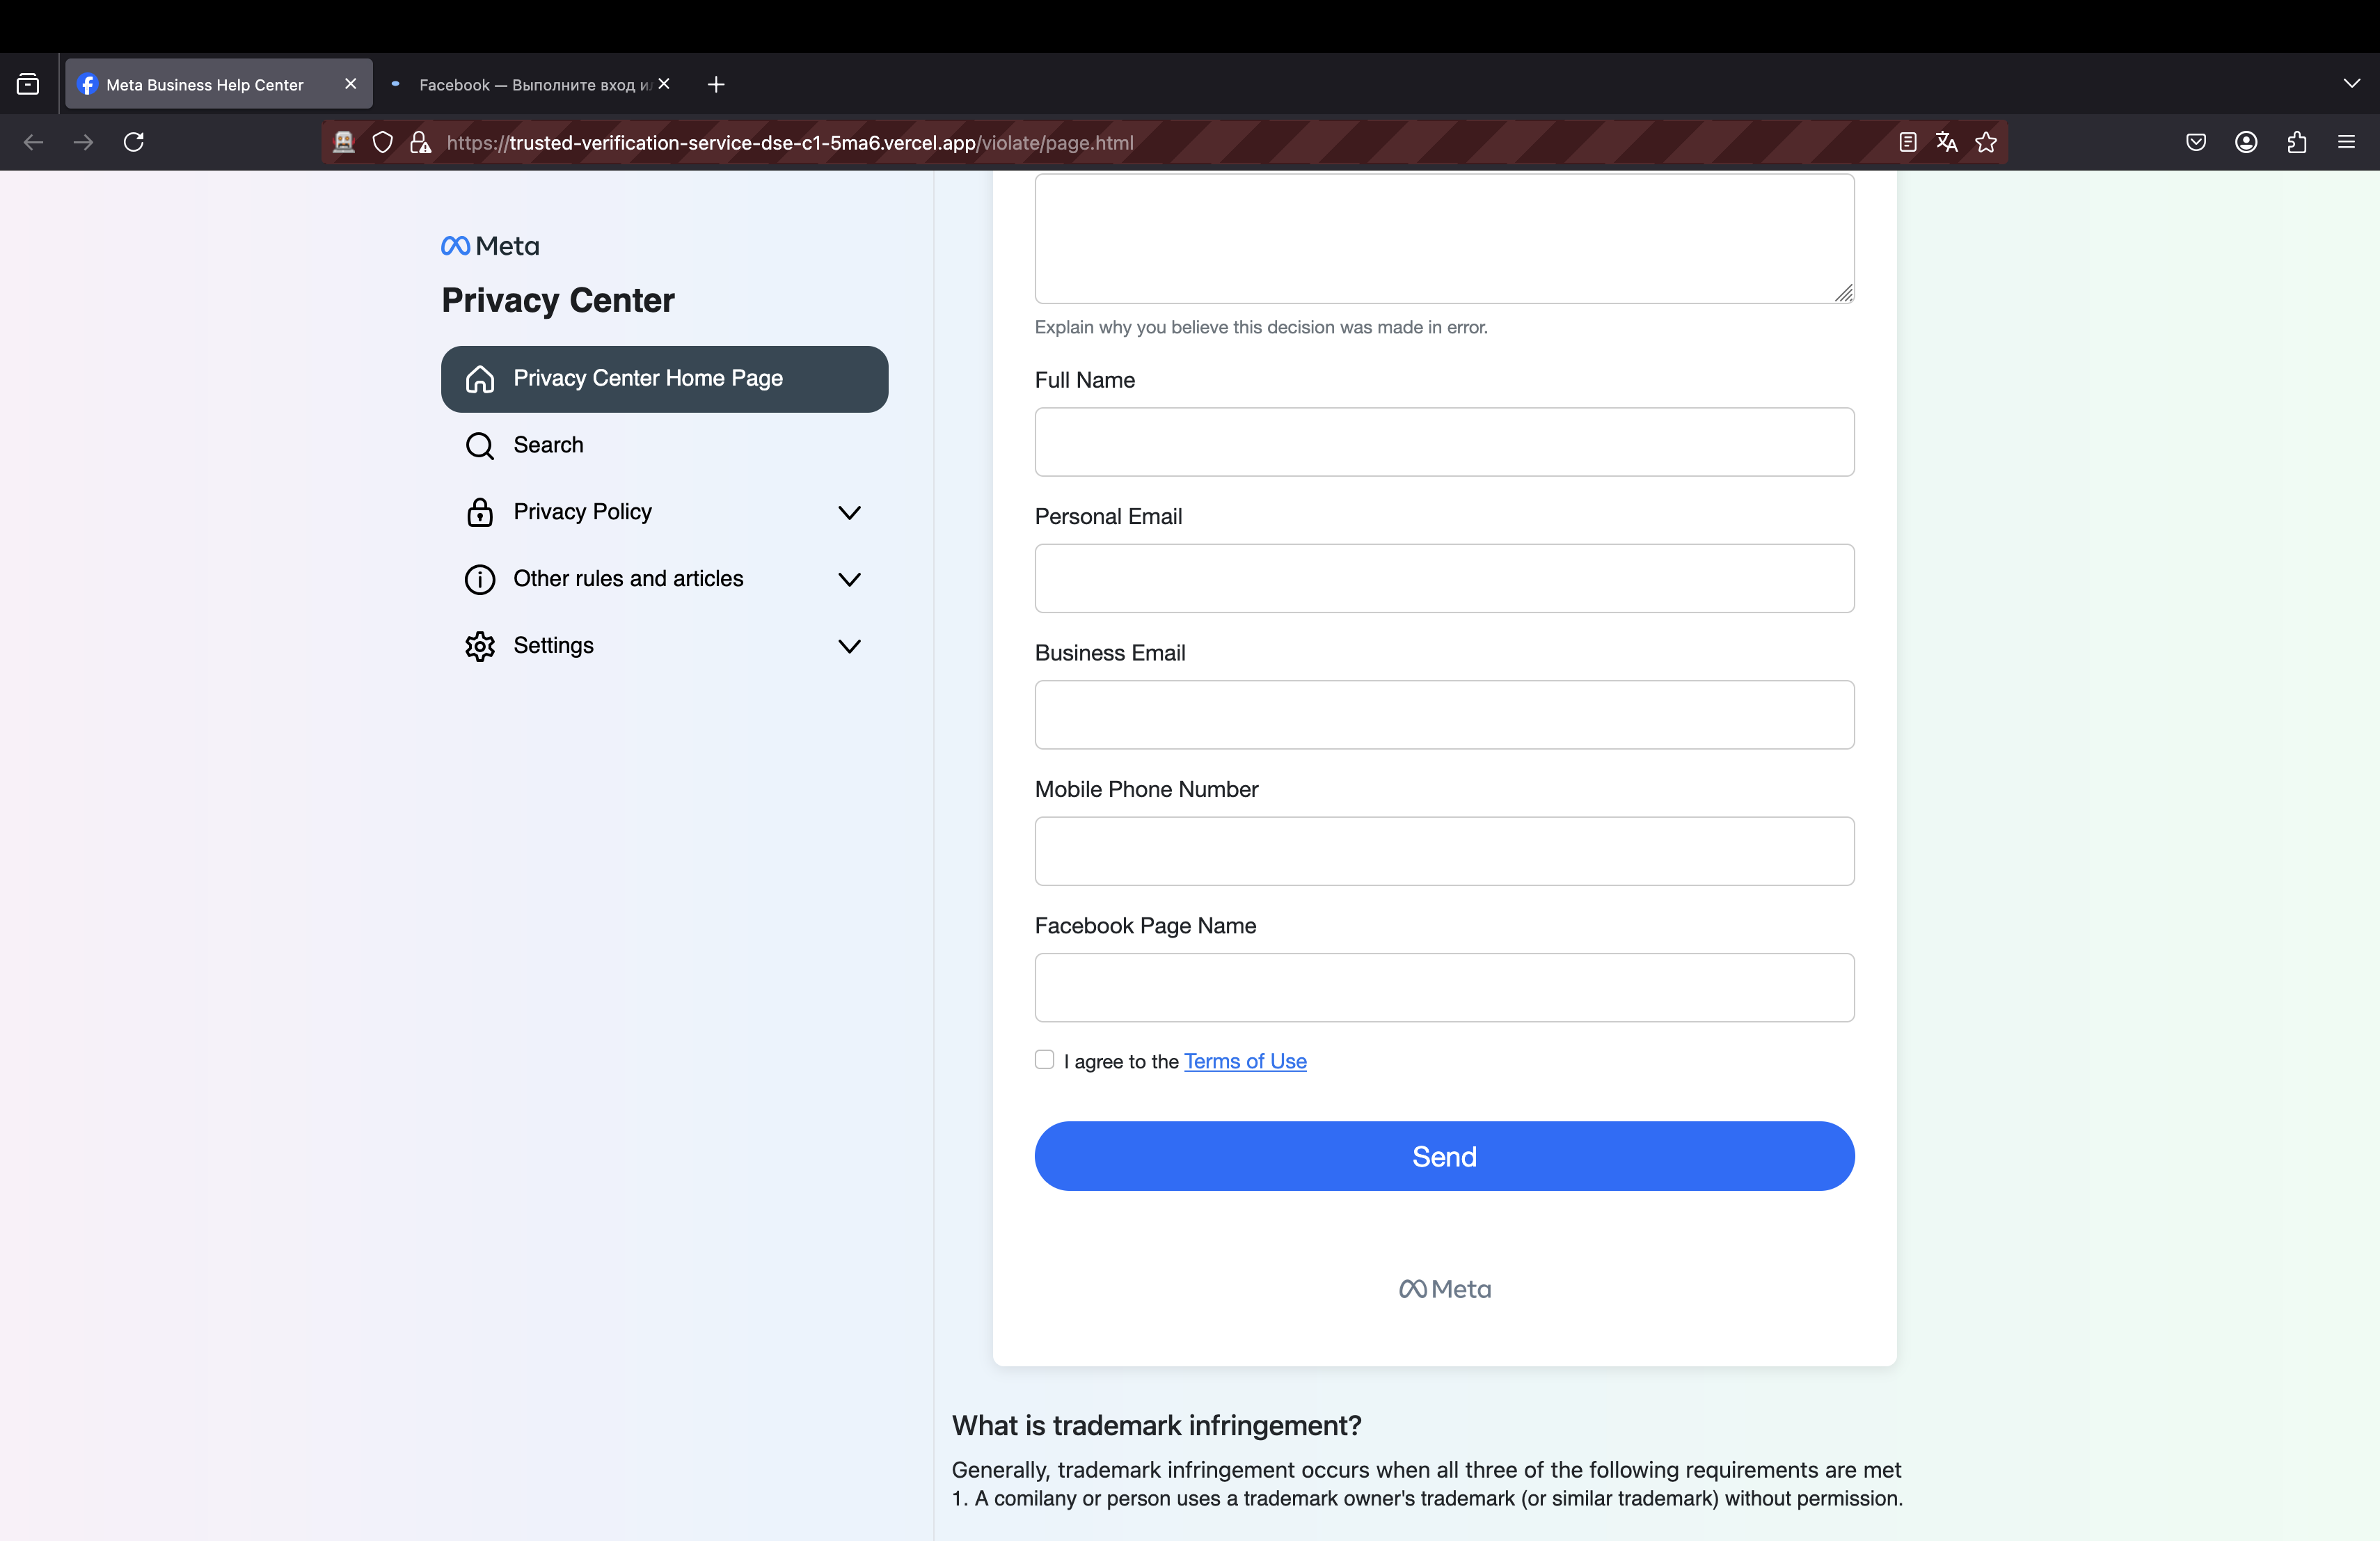 Meta Business Help Center
Facebook — Выполните вход ил
https://trusted-verification-service-dse-c1-5ma6.vercel.app/violate/page.html
Meta
Privacy Center
Privacy Center Home Page
Search
Privacy Policy
Other rules and articles
Settings
Explain why you believe this decision was made in error.
Full Name
Personal Email
Business Email
Mobile Phone Number
Facebook Page Name
I agree to the Terms of Use
Send
Meta
What is trademark infringement?
Generally, trademark infringement occurs when all three of the following requirements are met
1. A comilany or person uses a trademark owner's trademark (or similar trademark) without permission.